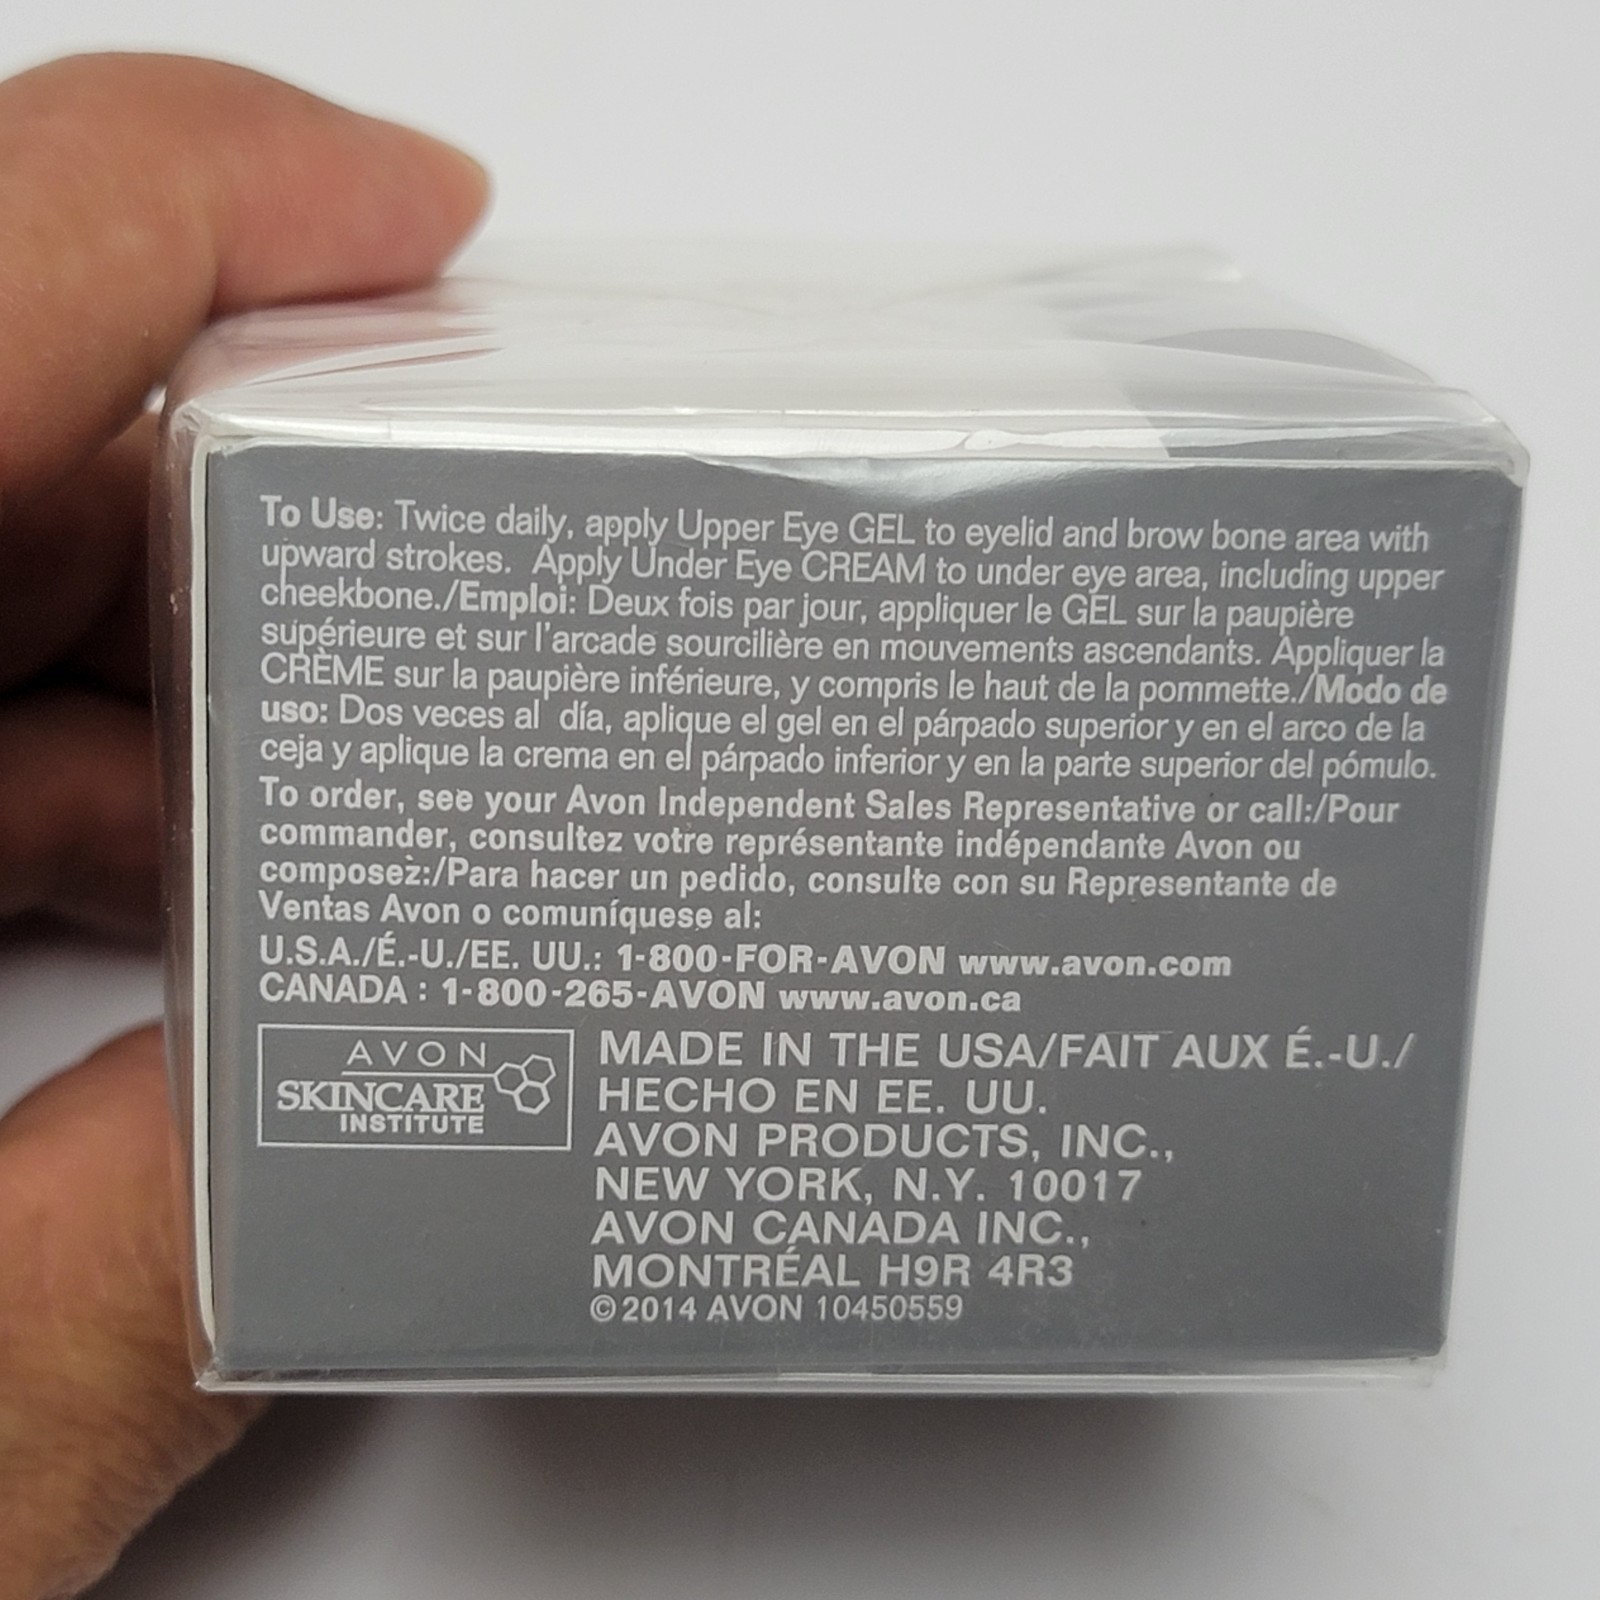 To Use: Twice daily, apply Upper Eye GEL to eyelid and brow bone area with
upward strokes. Apply Under Eye CREAM to under eye area, including upper
cheekbone./Emploi: Deux fois par jour, appliquer le GEL sur la paupière
supérieure et sur l'arcade sourcilière en mouvements ascendants. Appliquer la
CRÈME sur la paupière inférieure, y compris le haut de la pommette./Modo de
uso: Dos veces al día, aplique el gel en el párpado superior y en el arco de la
ceja y aplique la crema en el párpado inferior y en la parte superior del pómulo.
To order, see your Avon Independent Sales Representative or call:/Pour
commander, consultez votre représentante indépendante Avon ou
composez:/Para hacer un pedido, consulte con su Representante de
Ventas Avon o comuníquese al:
U.S.A./É.-U./EE. UU.: 1-800-FOR-AVON www.avon.com
CANADA : 1-800-265-AVON www.avon.ca
AVON
SKINCARE
INSTITUTE
MADE IN THE USA/FAIT AUX É.-U./
HECHO EN EE. UU.
AVON PRODUCTS, INC.,
NEW YORK, N.Y. 10017
AVON CANADA INC.,
MONTRÉAL H9R 4R3
©2014 AVON 10450559